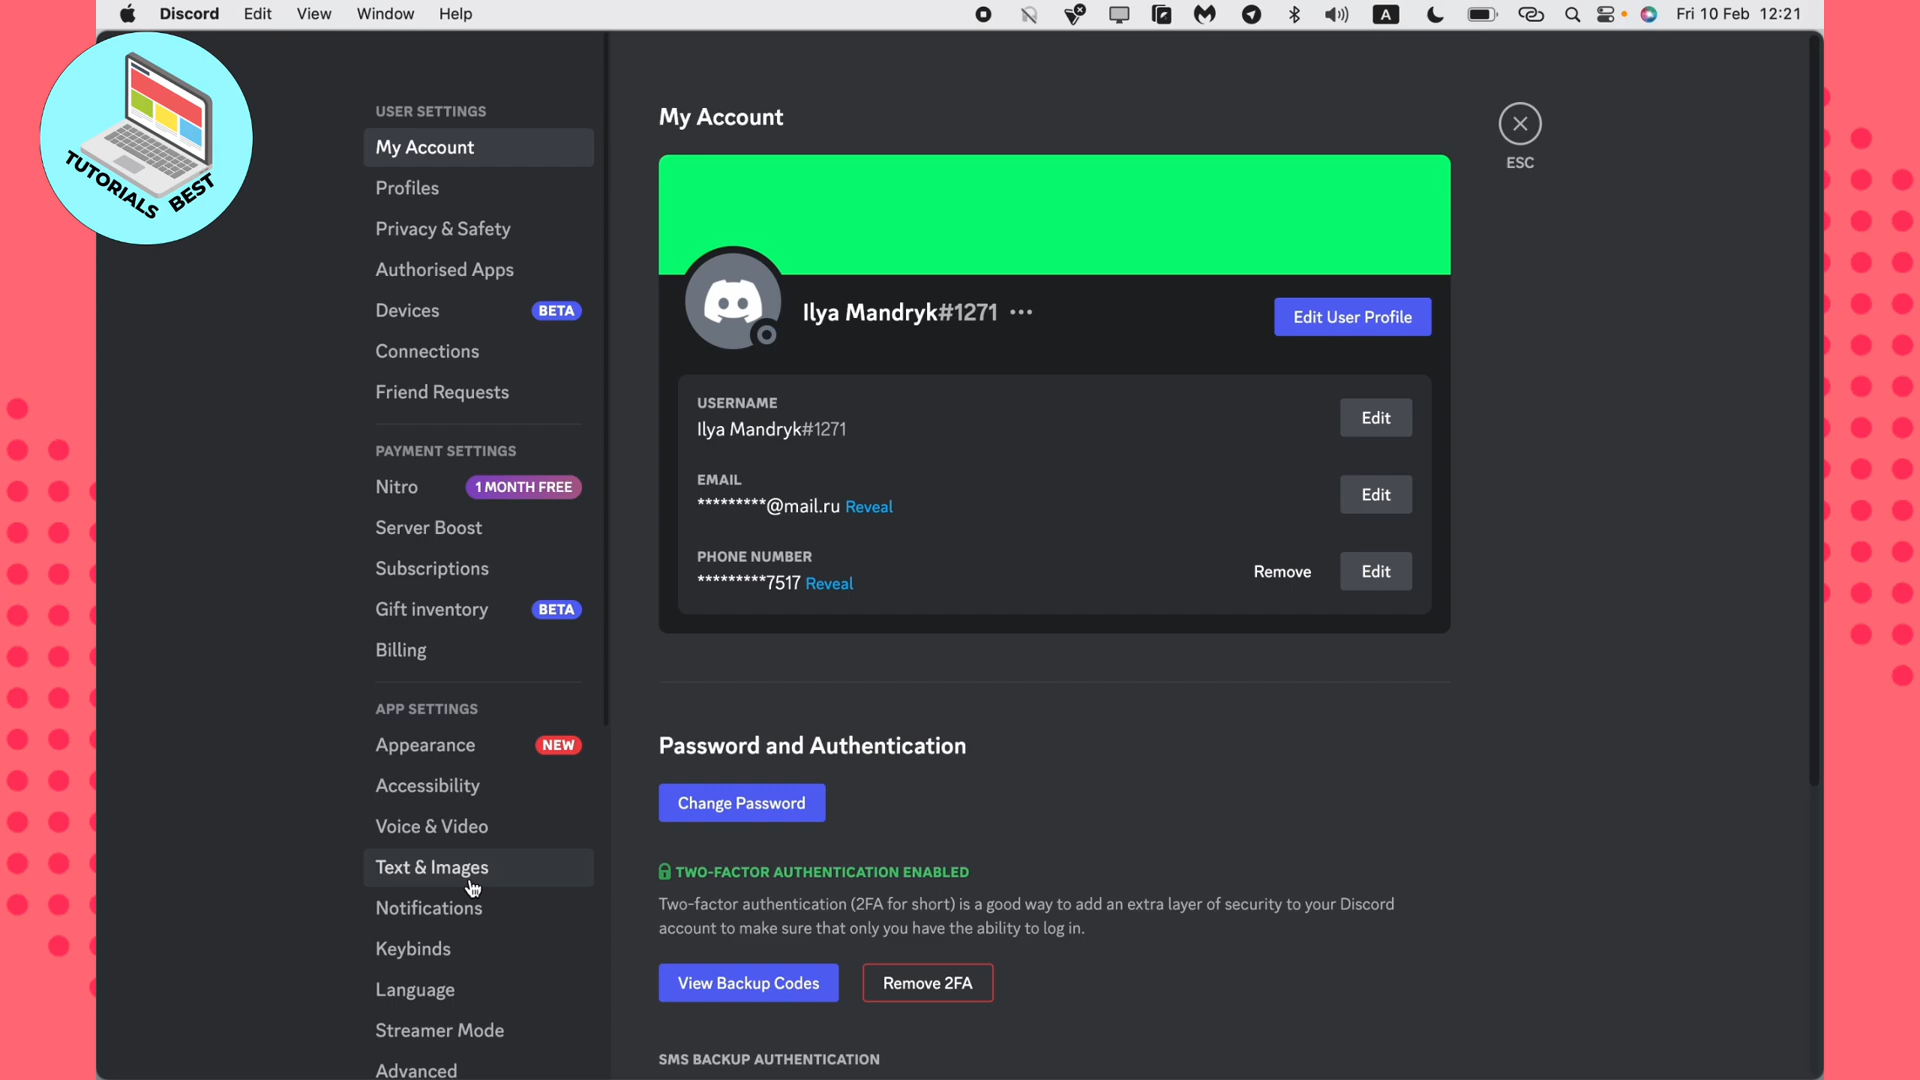 Discord Edit View Window Help A Fri 10 Feb 12:21
TUTORIALS BEST
USER SETTINGS
My Account
Profiles
Privacy & Safety
Authorised Apps
Devices BETA
Connections
Friend Requests
PAYMENT SETTINGS
Nitro 1 MONTH FREE
Server Boost
Subscriptions
Gift inventory BETA
Billing
APP SETTINGS
Appearance NEW
Accessibility
Voice & Video
Text & Images
Notifications
Keybinds
Language
Streamer Mode
Advanced
My Account
ESC
Ilya Mandryk#1271
Edit User Profile
USERNAME
Ilya Mandryk#1271
Edit
EMAIL
*********@mail.ru Reveal
Edit
PHONE NUMBER
*********7517 Reveal
Remove Edit
Password and Authentication
Change Password
TWO-FACTOR AUTHENTICATION ENABLED
Two-factor authentication (2FA for short) is a good way to add an extra layer of security to your Discord
account to make sure that only you have the ability to log in.
View Backup Codes Remove 2FA
SMS BACKUP AUTHENTICATION